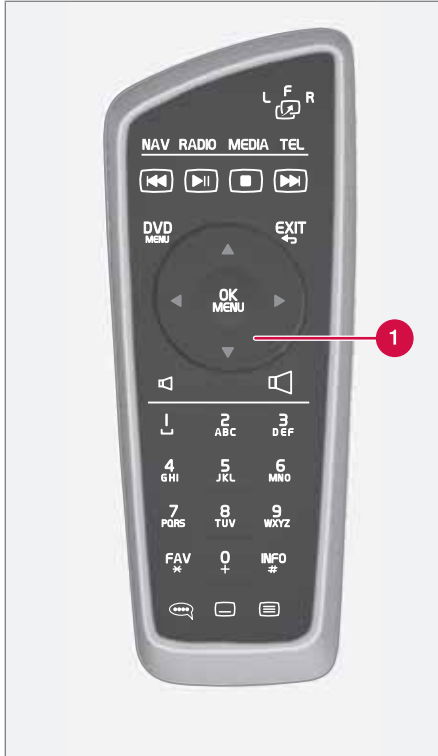 L F R
NAV RADIO MEDIA TEL
DVD EXIT
MENU
OK
MENU
1
1 2 3
ABC DEF
4 5 6
GHI JKL MNO
7 8 9
PQRS TUV WXYZ
FAV 0 INFO
* + #